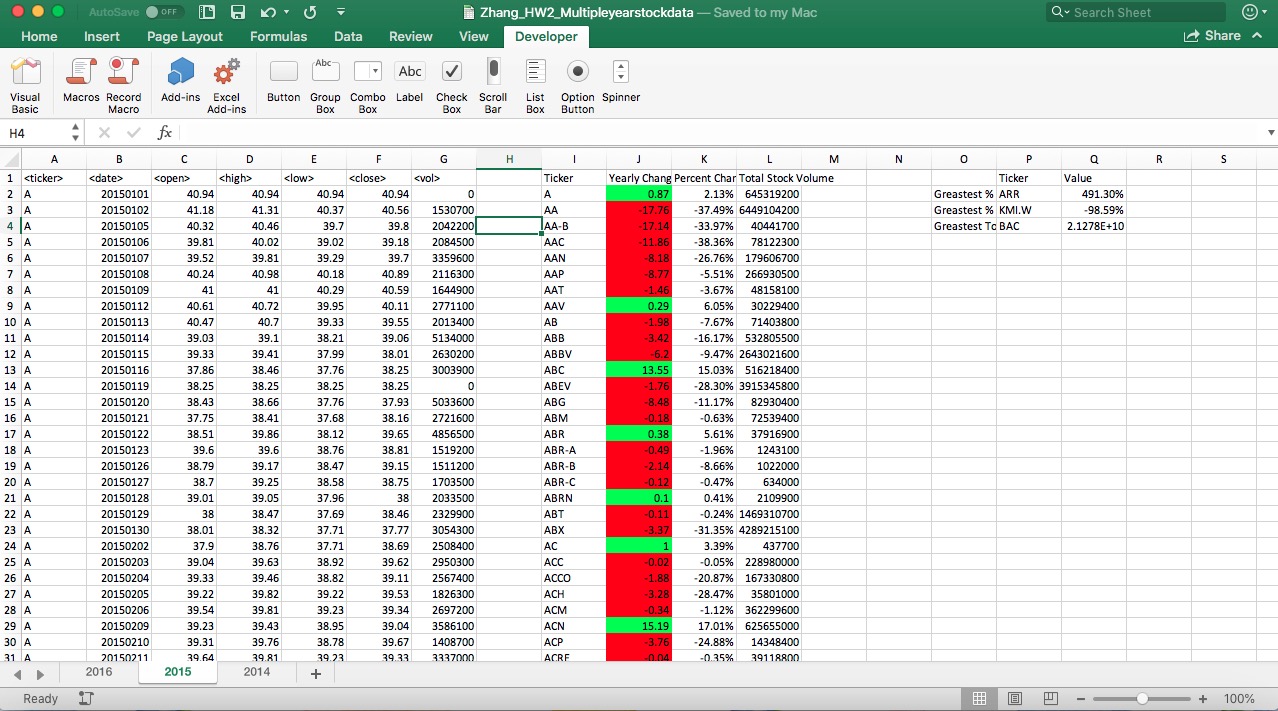 AutoSave OFF Zhang_HW2_Multipleyearstockdata — Saved to my Mac Search Sheet
Home Insert Page Layout Formulas Data Review View Developer Share
Visual Basic Macros Record Macro Add-ins Excel Add-ins Button Group Box Combo Box Label Check Box Scroll Bar List Box Option Button Spinner
Abc Abc
H4 fx
A B C D E F G H I J K L M N O P Q R S
1 <ticker> <date> <open> <high> <low> <close> <vol> Ticker Yearly Chang Percent Char Total Stock Volume Ticker Value
2 A 20150101 40.94 40.94 40.94 40.94 0 A 0.87 2.13% 645319200 Greastest % ARR 491.30%
3 A 20150102 41.18 41.31 40.37 40.56 1530700 AA -17.76 -37.49% 6449104200 Greastest % KMI.W -98.59%
4 A 20150105 40.32 40.46 39.7 39.8 2042200 AA-B -17.14 -33.97% 40441700 Greastest To BAC 2.1278E+10
5 A 20150106 39.81 40.02 39.02 39.18 2084500 AAC -11.86 -38.36% 78122300
6 A 20150107 39.52 39.81 39.29 39.7 3359600 AAN -8.18 -26.76% 179606700
7 A 20150108 40.24 40.98 40.18 40.89 2116300 AAP -8.77 -5.51% 266930500
8 A 20150109 41 41 40.29 40.59 1644900 AAT -1.46 -3.67% 48158100
9 A 20150112 40.61 40.72 39.95 40.11 2771100 AAV 0.29 6.05% 30229400
10 A 20150113 40.47 40.7 39.33 39.55 2013400 AB -1.98 -7.67% 71403800
11 A 20150114 39.03 39.1 38.21 39.06 5134000 ABB -3.42 -16.17% 532805500
12 A 20150115 39.33 39.41 37.99 38.01 2630200 ABBV -6.2 -9.47% 2643021600
13 A 20150116 37.86 38.46 37.76 38.25 3003900 ABC 13.55 15.03% 516218400
14 A 20150119 38.25 38.25 38.25 38.25 0 ABEV -1.76 -28.30% 3915345800
15 A 20150120 38.43 38.66 37.76 37.93 5033600 ABG -8.48 -11.17% 82930400
16 A 20150121 37.75 38.41 37.68 38.16 2721600 ABM -0.18 -0.63% 72539400
17 A 20150122 38.51 39.86 38.12 39.65 4856500 ABR 0.38 5.61% 37916900
18 A 20150123 39.6 39.6 38.76 38.81 1519200 ABR-A -0.49 -1.96% 1243100
19 A 20150126 38.79 39.17 38.47 39.15 1511200 ABR-B -2.14 -8.66% 1022000
20 A 20150127 38.7 39.25 38.58 38.75 1703500 ABR-C -0.12 -0.47% 634000
21 A 20150128 39.01 39.05 37.96 38 2033500 ABRN 0.1 0.41% 2109900
22 A 20150129 38 38.47 37.69 38.46 2329900 ABT -0.11 -0.24% 1469310700
23 A 20150130 38.01 38.32 37.71 37.77 3054300 ABX -3.37 -31.35% 4289215100
24 A 20150202 37.9 38.76 37.71 38.69 2508400 AC 1 3.39% 437700
25 A 20150203 39.04 39.63 38.92 39.62 2950300 ACC -0.02 -0.05% 228980000
26 A 20150204 39.33 39.46 38.82 39.11 2567400 ACCO -1.88 -20.87% 167330800
27 A 20150205 39.22 39.82 39.22 39.53 1826300 ACH -3.28 -28.47% 35801000
28 A 20150206 39.54 39.81 39.23 39.34 2697200 ACM -0.34 -1.12% 362299600
29 A 20150209 39.23 39.43 38.95 39.04 3586100 ACN 15.19 17.01% 625655000
30 A 20150210 39.31 39.76 38.78 39.67 1408700 ACP -3.76 -24.88% 14348400
31 A 20150211 39.64 39.81 39.23 39.33 3337000 ACRE -0.04 -0.35% 39118800
2016 2015 2014 +
Ready 100%